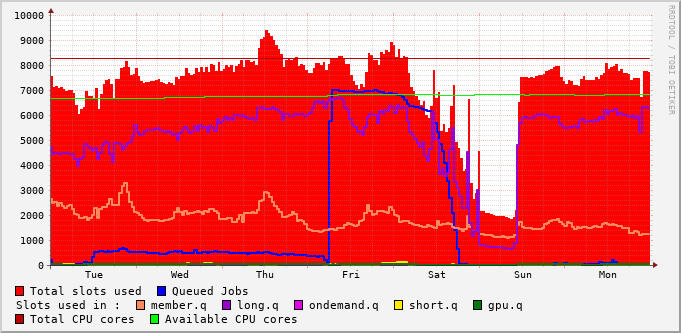 10000
9000
8000
7000
6000
5000
4000
3000
2000
1000
0
Tue Wed Thu Fri Sat Sun Mon
RRDTOOL / TOBI OETIKER
Total slots used Queued Jobs
Slots used in : member.q long.q ondemand.q short.q gpu.q
Total CPU cores Available CPU cores